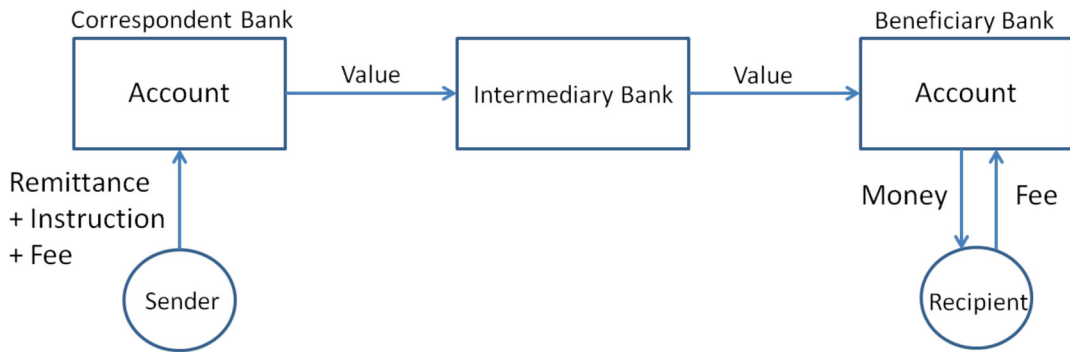 Correspondent Bank
Beneficiary Bank
Account
Value
Intermediary Bank
Value
Account
Remittance
+ Instruction
+ Fee
Money
Fee
Sender
Recipient